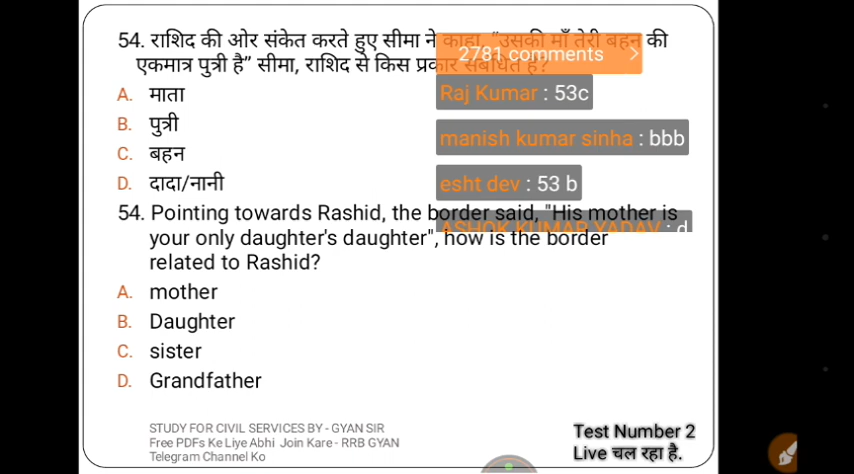 54. राशिद की ओर संकेत करते हुए सीमा ने कहा, “उसकी माँ तेरी बहन की
2781 comments >
एकमात्र पुत्री है” सीमा, राशिद से किस प्रकार संबंधित है?
A. माता
Raj Kumar : 53c
B. पुत्री
manish kumar sinha : bbb
C. बहन
D. दादा/नानी
esht dev : 53 b
54. Pointing towards Rashid, the border said, "His mother is
ASHOK KUMAR YADAV : d
your only daughter's daughter", how is the border
related to Rashid?
A. mother
B. Daughter
C. sister
D. Grandfather
STUDY FOR CIVIL SERVICES BY - GYAN SIR
Free PDFs Ke Liye Abhi Join Kare - RRB GYAN
Telegram Channel Ko
Test Number 2
Live चल रहा है.